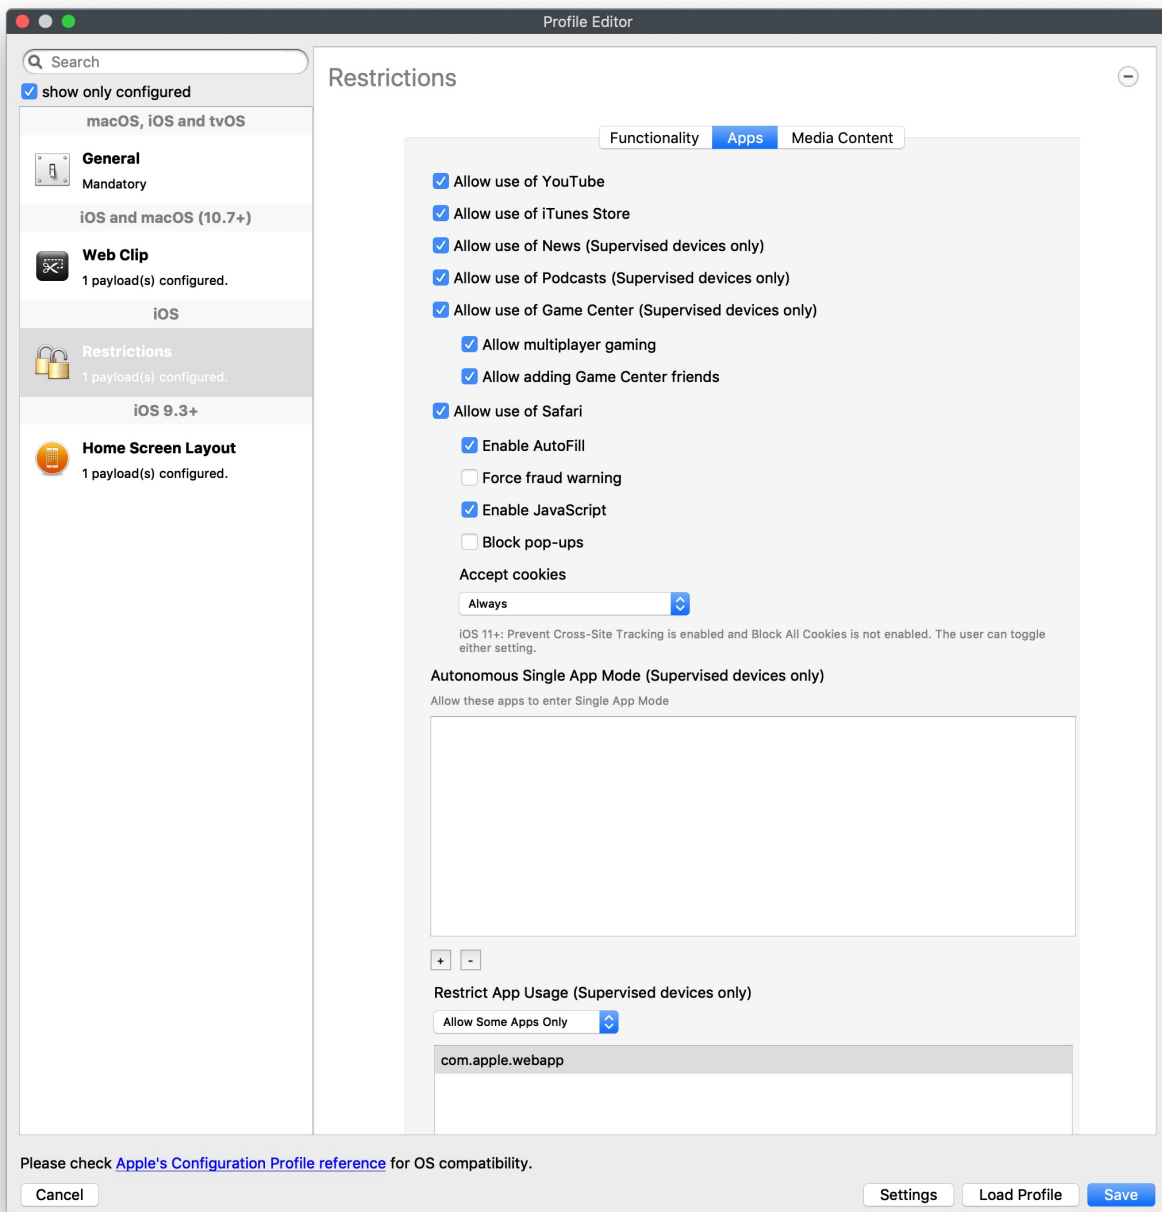 Profile Editor
Search
show only configured
macOS, iOS and tvOS
General
Mandatory
iOS and macOS (10.7+)
Web Clip
1 payload(s) configured.
iOS
Restrictions
1 payload(s) configured.
iOS 9.3+
Home Screen Layout
1 payload(s) configured.
Restrictions
Functionality Apps Media Content
Allow use of YouTube
Allow use of iTunes Store
Allow use of News (Supervised devices only)
Allow use of Podcasts (Supervised devices only)
Allow use of Game Center (Supervised devices only)
Allow multiplayer gaming
Allow adding Game Center friends
Allow use of Safari
Enable AutoFill
Force fraud warning
Enable JavaScript
Block pop-ups
Accept cookies
Always
iOS 11+: Prevent Cross-Site Tracking is enabled and Block All Cookies is not enabled. The user can toggle
either setting.
Autonomous Single App Mode (Supervised devices only)
Allow these apps to enter Single App Mode
+ -
Restrict App Usage (Supervised devices only)
Allow Some Apps Only
com.apple.webapp
Please check Apple's Configuration Profile reference for OS compatibility.
Cancel Settings Load Profile Save